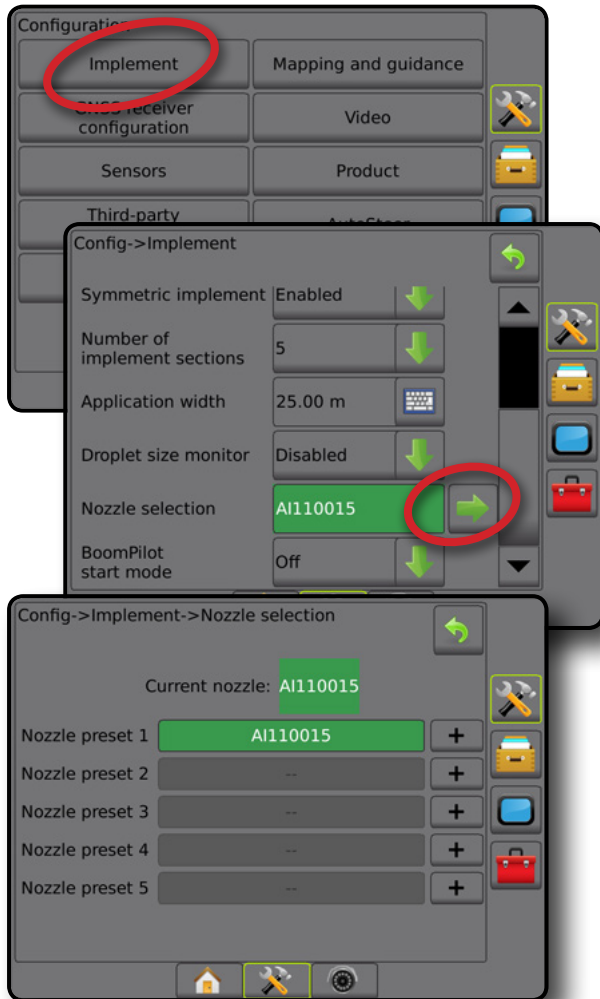 Configuration
Implement
Mapping and guidance
GNSS receiver
configuration
Video
Sensors
Product
Third-party
AutoSteer
Config->Implement
Symmetric implement
Enabled
Number of
implement sections
5
Application width
25.00 m
Droplet size monitor
Disabled
Nozzle selection
AI110015
BoomPilot
start mode
Off
Config->Implement->Nozzle selection
Current nozzle: AI110015
Nozzle preset 1 AI110015 +
Nozzle preset 2 -- +
Nozzle preset 3 -- +
Nozzle preset 4 -- +
Nozzle preset 5 -- +